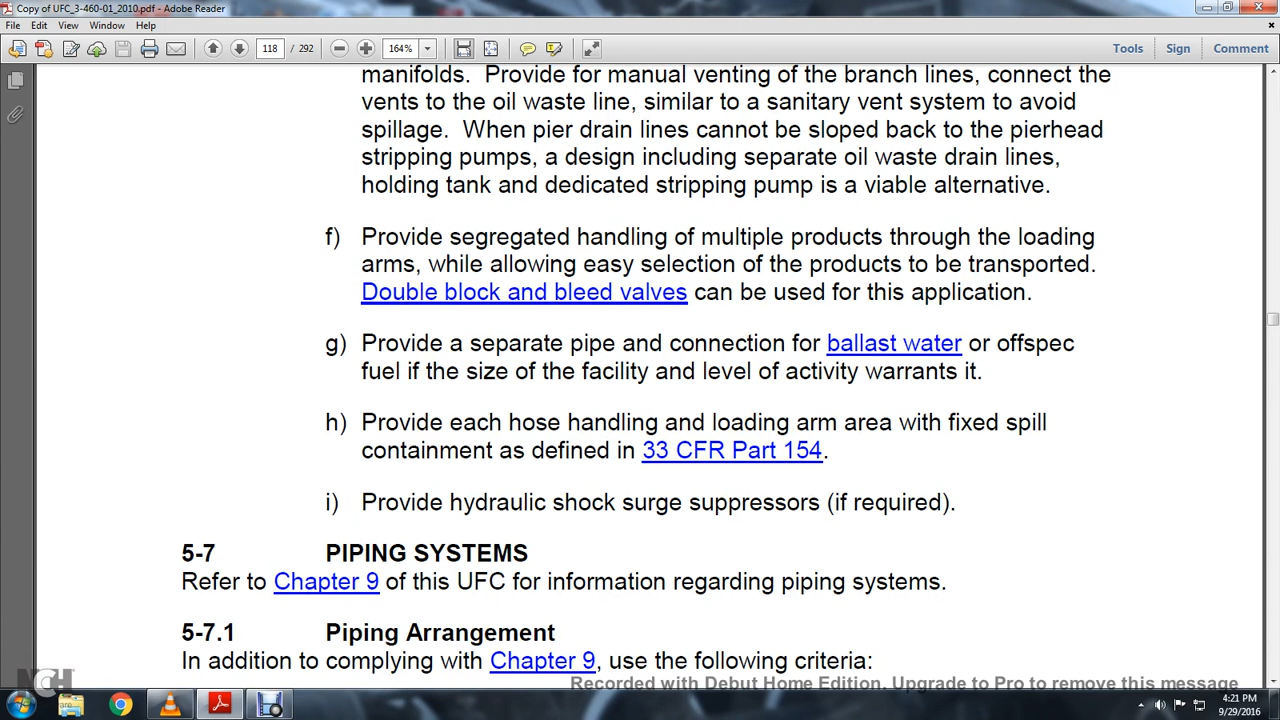 Copy of UFC_3-460-01_2010.pdf - Adobe Reader
File Edit View Window Help
118 / 292 164% Tools Sign Comment
manifolds. Provide for manual venting of the branch lines, connect the
vents to the oil waste line, similar to a sanitary vent system to avoid
spillage. When pier drain lines cannot be sloped back to the pierhead
stripping pumps, a design including separate oil waste drain lines,
holding tank and dedicated stripping pump is a viable alternative.
f) Provide segregated handling of multiple products through the loading
arms, while allowing easy selection of the products to be transported.
Double block and bleed valves can be used for this application.
g) Provide a separate pipe and connection for ballast water or offspec
fuel if the size of the facility and level of activity warrants it.
h) Provide each hose handling and loading arm area with fixed spill
containment as defined in 33 CFR Part 154.
i) Provide hydraulic shock surge suppressors (if required).
5-7 PIPING SYSTEMS
Refer to Chapter 9 of this UFC for information regarding piping systems.
5-7.1 Piping Arrangement
In addition to complying with Chapter 9, use the following criteria:
Recorded with Debut Home Edition. Upgrade to Pro to remove this message
NCH
4:21 PM
9/29/2016